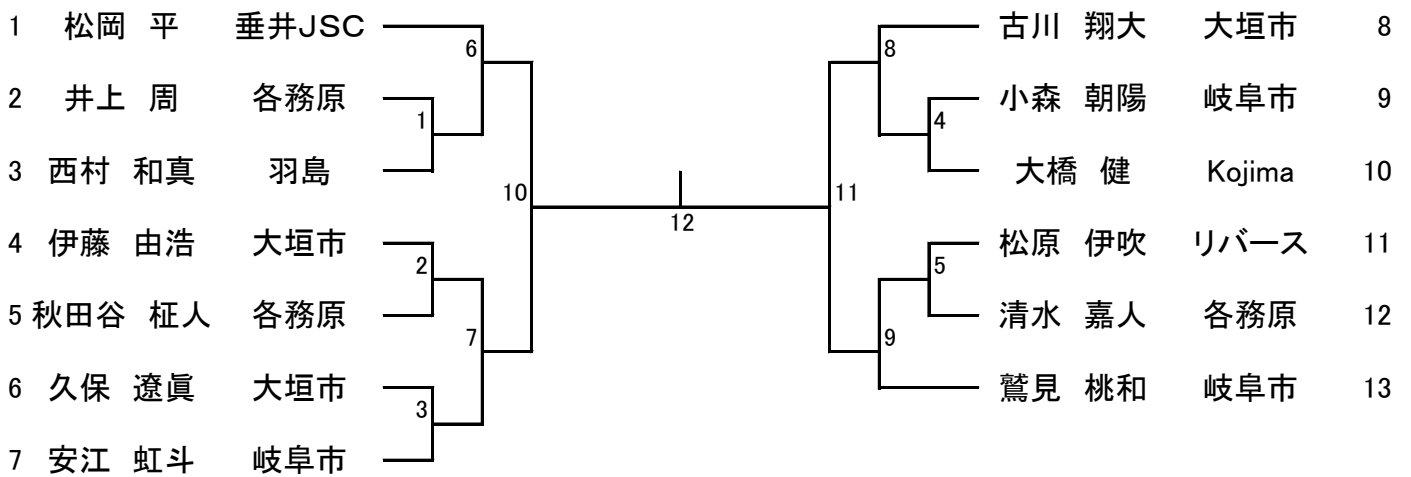 1 松岡 平 垂井JSC
2 井上 周 各務原
3 西村 和真 羽島
4 伊藤 由浩 大垣市
5 秋田谷 柾人 各務原
6 久保 遼眞 大垣市
7 安江 虹斗 岐阜市
6
1
2
3
7
10
12
11
8
4
5
9
古川 翔大 大垣市 8
小森 朝陽 岐阜市 9
大橋 健 Kojima 10
松原 伊吹 リバース 11
清水 嘉人 各務原 12
鷲見 桃和 岐阜市 13